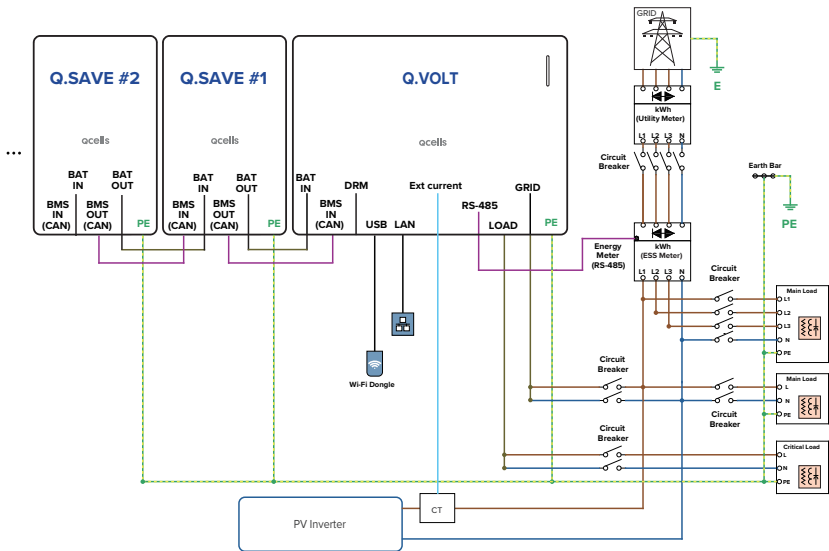 GRID
E
kWh
(Utility Meter)
L1 L2 L3 N
Circuit
Breaker
Earth Bar
PE
Q.SAVE #2
Q.SAVE #1
Q.VOLT
qcells
qcells
qcells
...
BAT
IN
BAT
OUT
BMS
IN
(CAN)
BMS
OUT
(CAN)
PE
BAT
IN
BAT
OUT
BMS
IN
(CAN)
BMS
OUT
(CAN)
PE
BAT
IN
BMS
IN
(CAN)
DRM
USB
LAN
Ext current
RS-485
LOAD
GRID
PE
Energy
Meter
(RS-485)
kWh
(ESS Meter)
L1 L2 L3 N
Wi-Fi Dongle
Circuit
Breaker
Main Load
L1
L2
L3
N
PE
Circuit
Breaker
Circuit
Breaker
Main Load
L
N
PE
Circuit
Breaker
Critical Load
L
N
PE
PV Inverter
CT